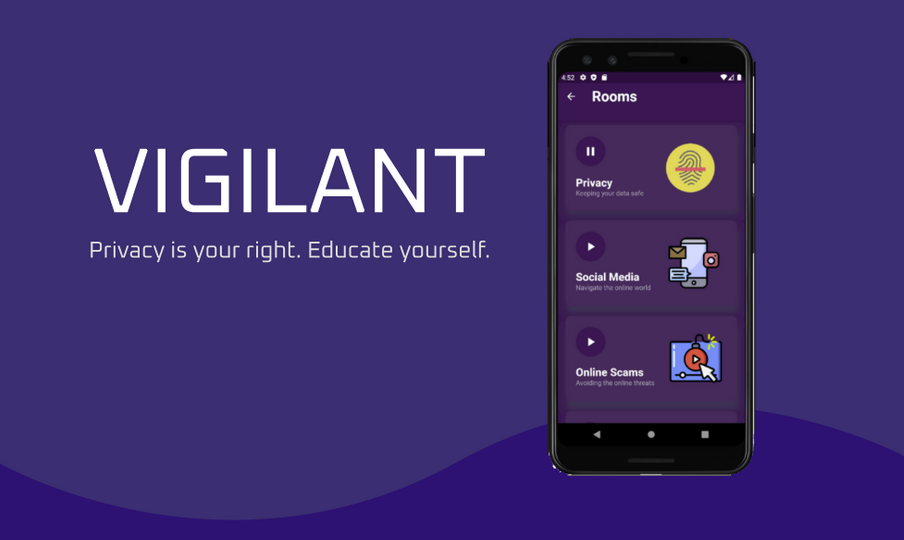 VIGILANT
Privacy is your right. Educate yourself.
4:52
Rooms
Privacy
Keeping your data safe
Social Media
Navigate the online world
Online Scams
Avoiding the online threats